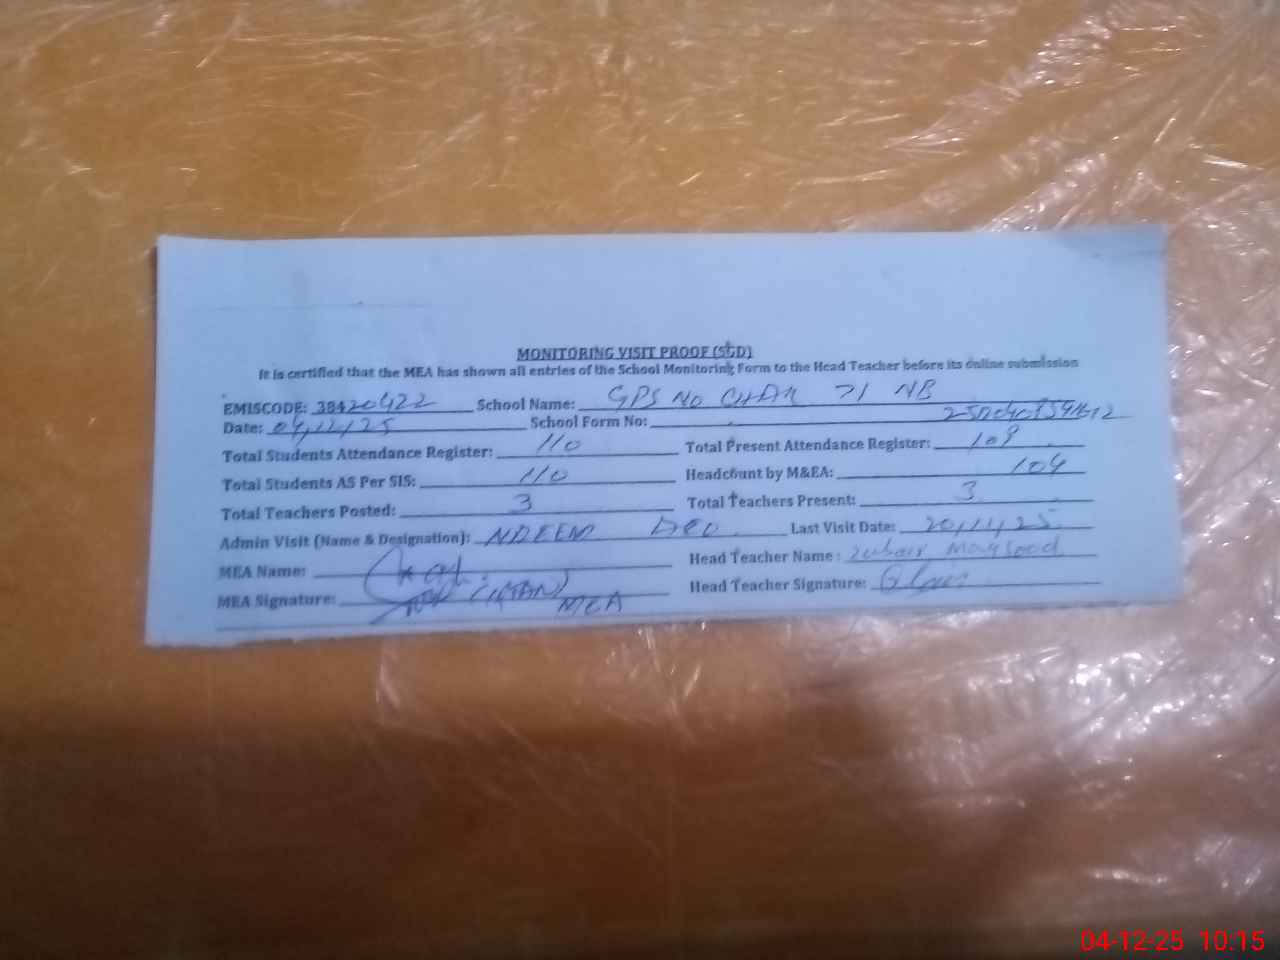 MONITORING VISIT PROOF (SGD)
It is certified that the MEA has shown all entries of the School Monitoring Form to the Head Teacher before its online submission
EMISCODE: 38420422 School Name: GPS No CHAK 71 NB
Date: 04/12/25 School Form No:
Total Students Attendance Register: 110 Total Present Attendance Register: 109
Total Students AS Per SIS: 110 Headcount by M&EA: 109
Total Teachers Posted: 3 Total Teachers Present: 3
Admin Visit (Name & Designation): NDEEM Last Visit Date: 20/11/25
MEA Name: Head Teacher Name: Zubair Maqsood
MEA Signature: MEA Head Teacher Signature:
04-12-25 10:15